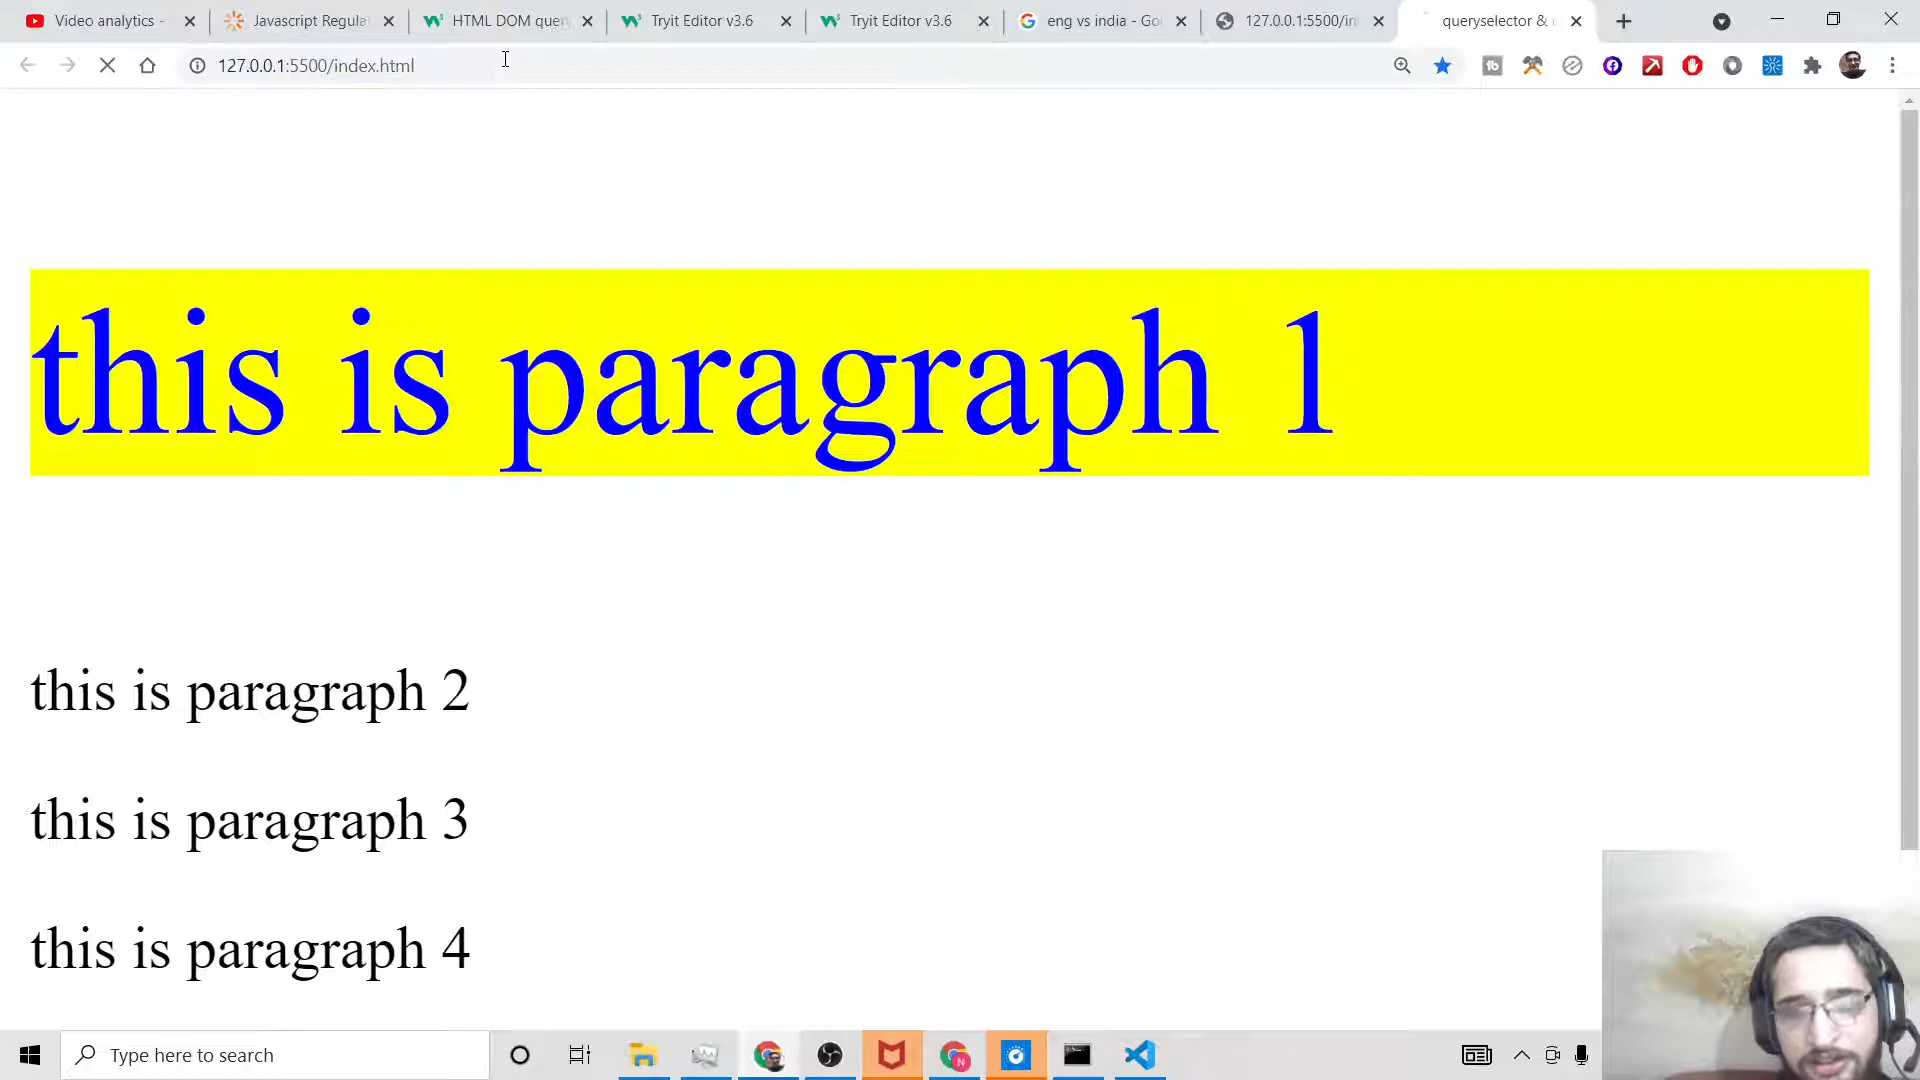 Video analytics -
Javascript Regula
HTML DOM query
Tryit Editor v3.6
Tryit Editor v3.6
eng vs india - Go
127.0.0.1:5500/in
queryselector &
127.0.0.1:5500/index.html
this is paragraph 1
this is paragraph 2
this is paragraph 3
this is paragraph 4
Type here to search